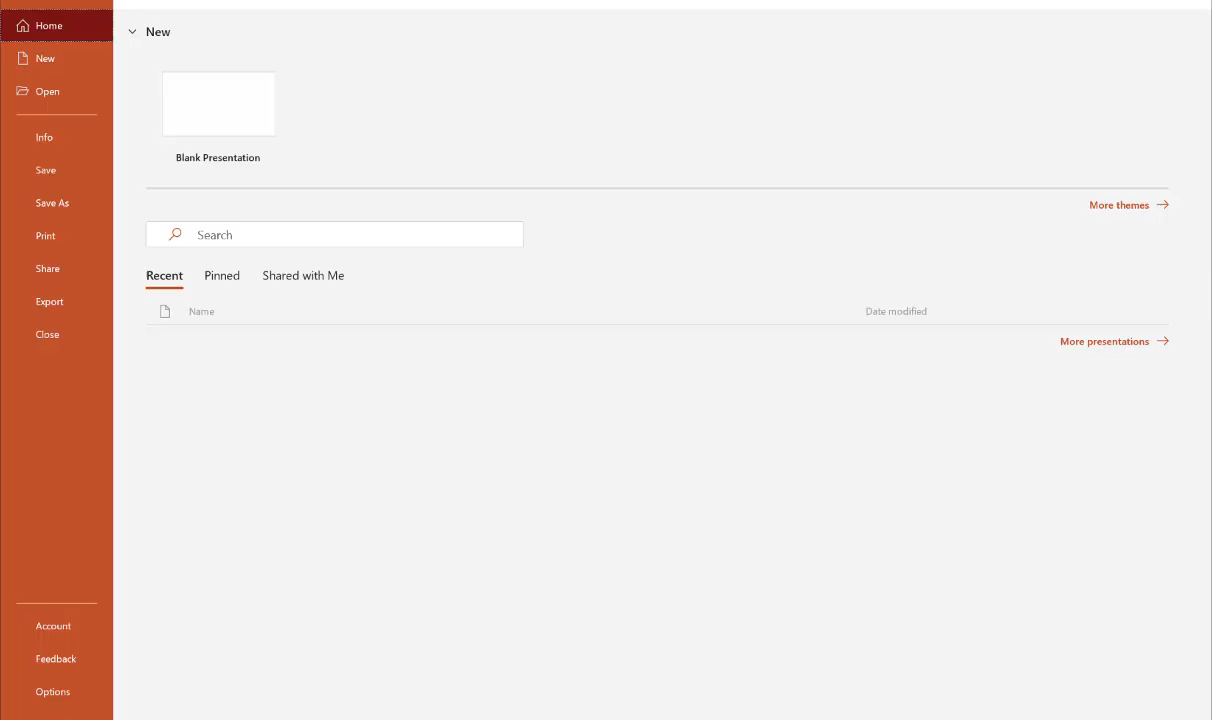 Home
New
Open
Info
Save
Save As
Print
Share
Export
Close
Account
Feedback
Options
New
Blank Presentation
More themes
Search
Recent Pinned Shared with Me
Name Date modified
More presentations